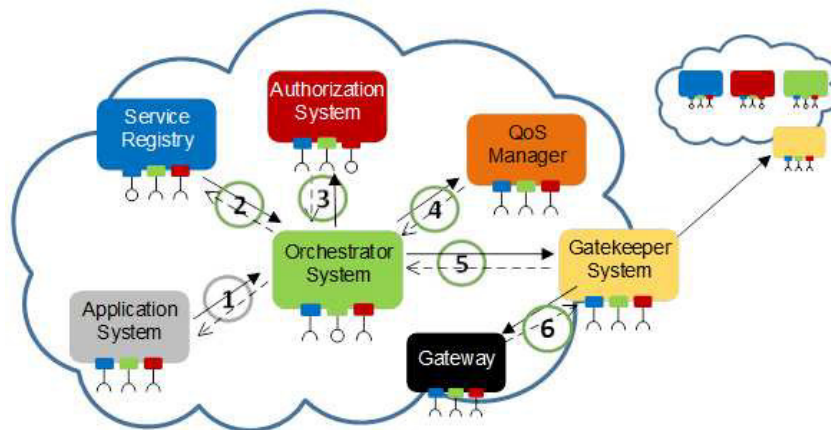 Authorization
System
Service
Registry
QoS
Manager
2
3
4
Orchestrator
System
5
Gatekeeper
System
1
Application
System
6
Gateway